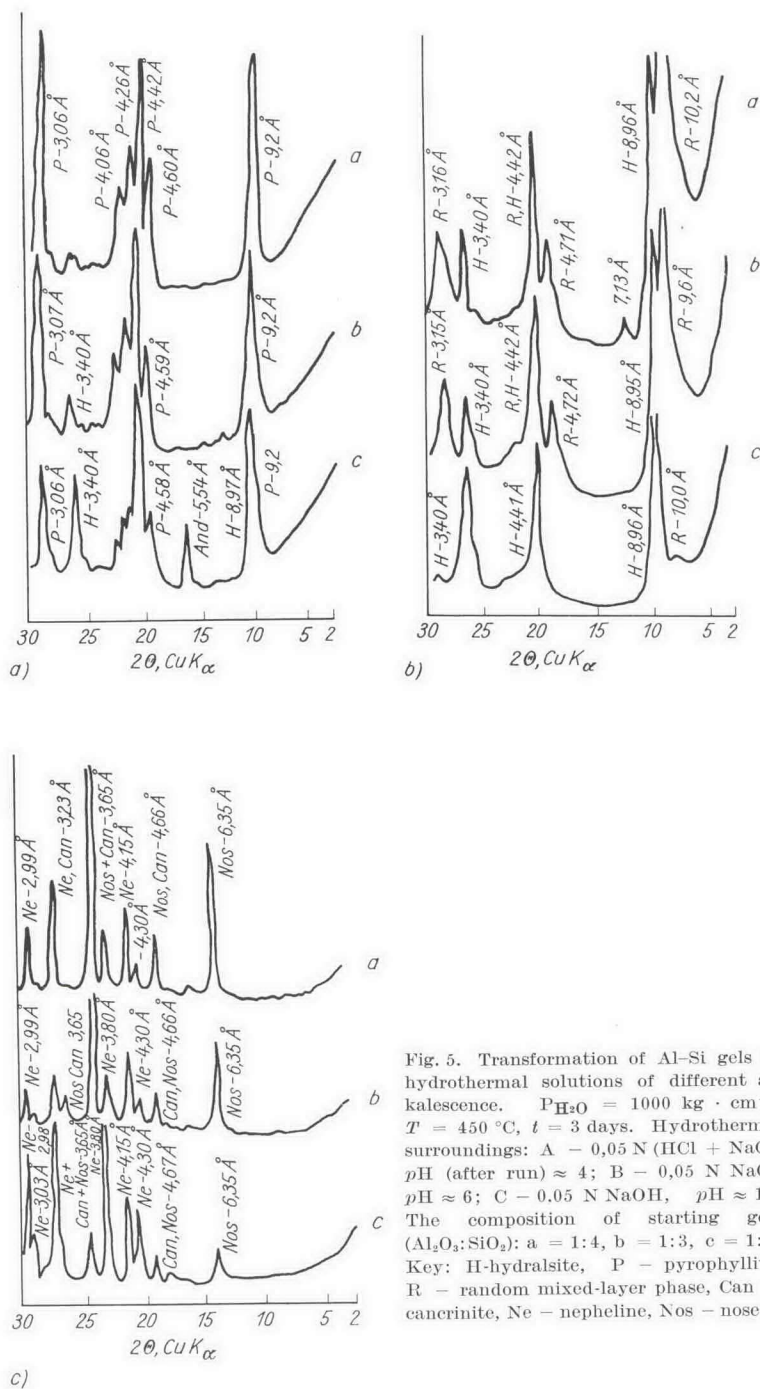 P-3,06Å
P-4,06Å
P-4,26Å
P-4,42Å
P-4,60Å
P-9,2Å
a
P-3,07Å
H-3,40Å
P-4,59Å
P-9,2Å
b
P-3,06Å
H-3,40Å
P-4,58Å
And-5,54Å
H-8,97Å
P-9,2
c
30 25 20 15 10 5 2
2Θ, CuKα
a)
R-3,16Å
H-3,40Å
R,H-4,42Å
R-4,71Å
7,13Å
H-8,96Å
R-10,2Å
a
R-3,15Å
H-3,40Å
R,H-4,42Å
R-4,72Å
H-8,95Å
R-9,6Å
b
H-3,40Å
H-4,41Å
H-8,96Å
R-10,0Å
c
30 25 20 15 10 5 2
2Θ, CuKα
b)
Ne-2,99Å
Ne,Can-3,23Å
Nos+Can-3,65Å
Ne-4,15Å
-4,30Å
Nos,Can-4,66Å
Nos-6,35Å
a
Ne-2,99Å
Nos Can 3,65
Ne-3,80Å
Ne-4,30Å
Can,Nos-4,66Å
Nos-6,35Å
b
Ne-2,98
Ne-3,03Å
Ne+
Can+Nos-3,65Å
Ne-3,80Å
Ne-4,15Å
Ne-4,30Å
Can,Nos-4,67Å
Nos-6,35Å
c
30 25 20 15 10 5 2
2Θ, CuKα
c)
Fig. 5. Transformation of Al–Si gels
hydrothermal solutions of different a
kalescence. P_H2O = 1000 kg · cm
T = 450 °C, t = 3 days. Hydrotherm
surroundings: A – 0,05 N (HCl + NaC
pH (after run) ≈ 4; B – 0,05 N NaC
pH ≈ 6; C – 0.05 N NaOH, pH ≈ 1
The composition of starting ge
(Al₂O₃:SiO₂): a = 1:4, b = 1:3, c = 1:
Key: H-hydralsite, P – pyrophyllit
R – random mixed-layer phase, Can
cancrinite, Ne – nepheline, Nos – nose